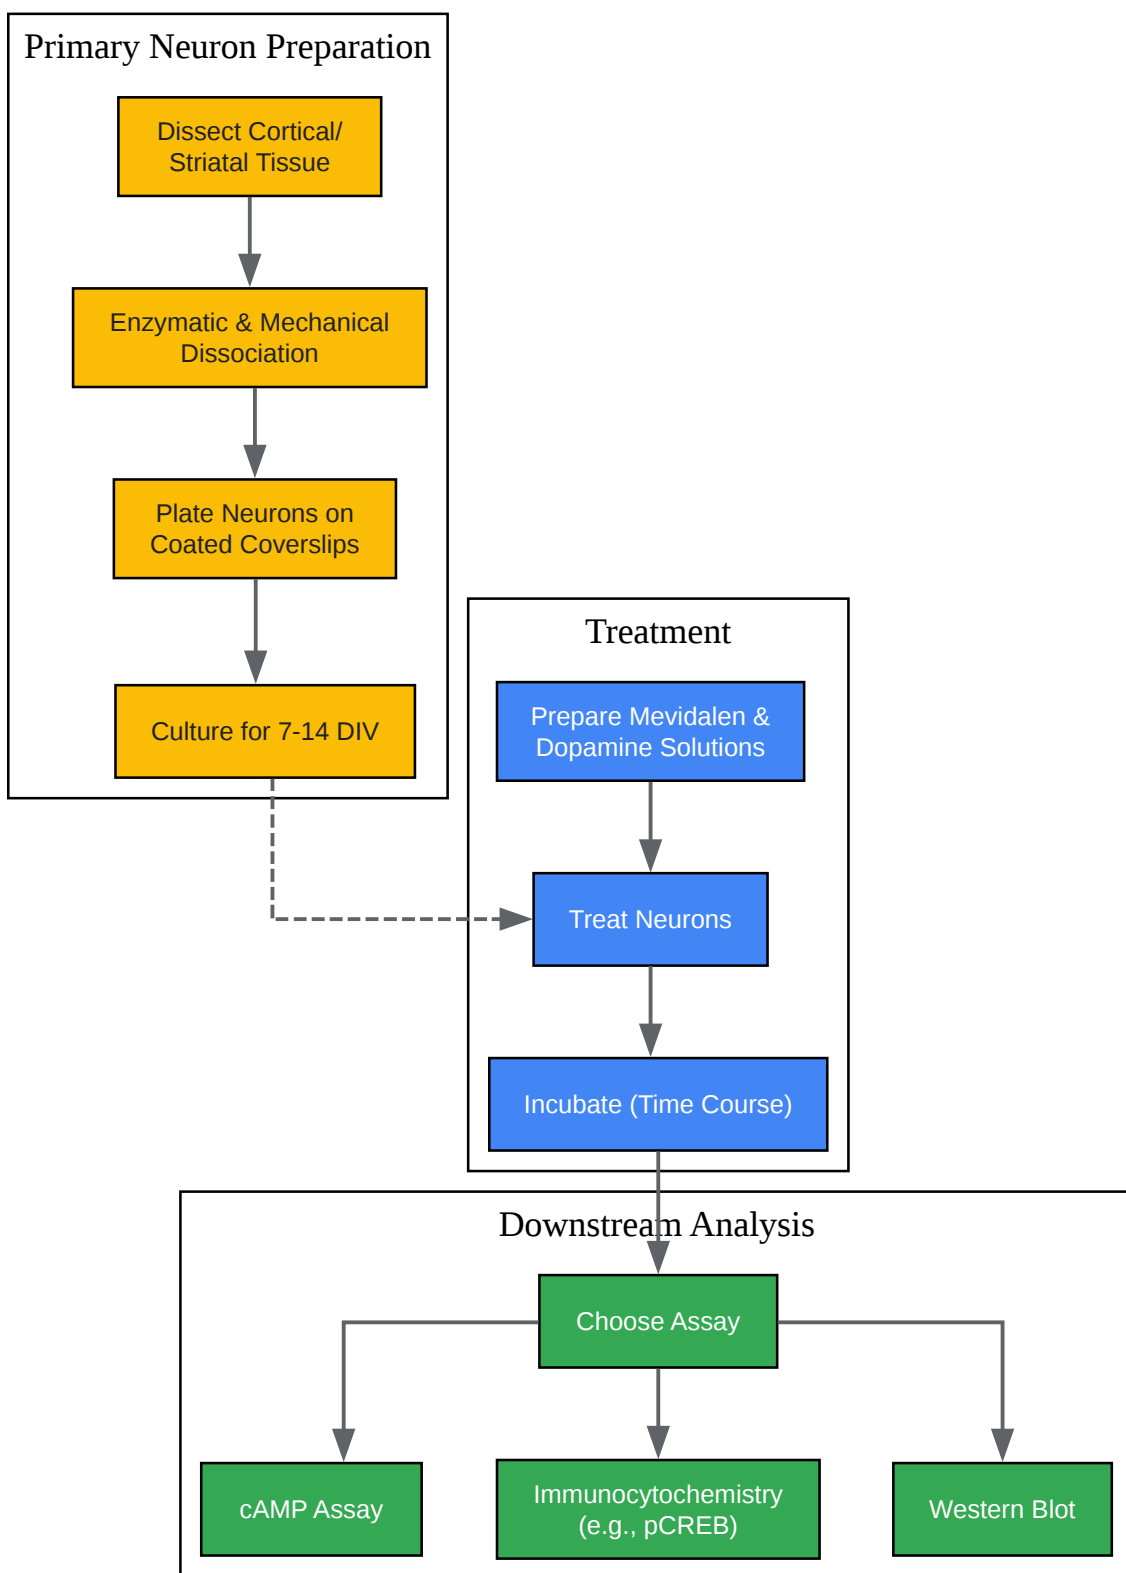 Primary Neuron Preparation
Dissect Cortical/
Striatal Tissue
Enzymatic & Mechanical
Dissociation
Plate Neurons on
Coated Coverslips
Culture for 7-14 DIV
Treatment
Prepare Mevidalen &
Dopamine Solutions
Treat Neurons
Incubate (Time Course)
Downstream Analysis
Choose Assay
cAMP Assay
Immunocytochemistry
(e.g., pCREB)
Western Blot